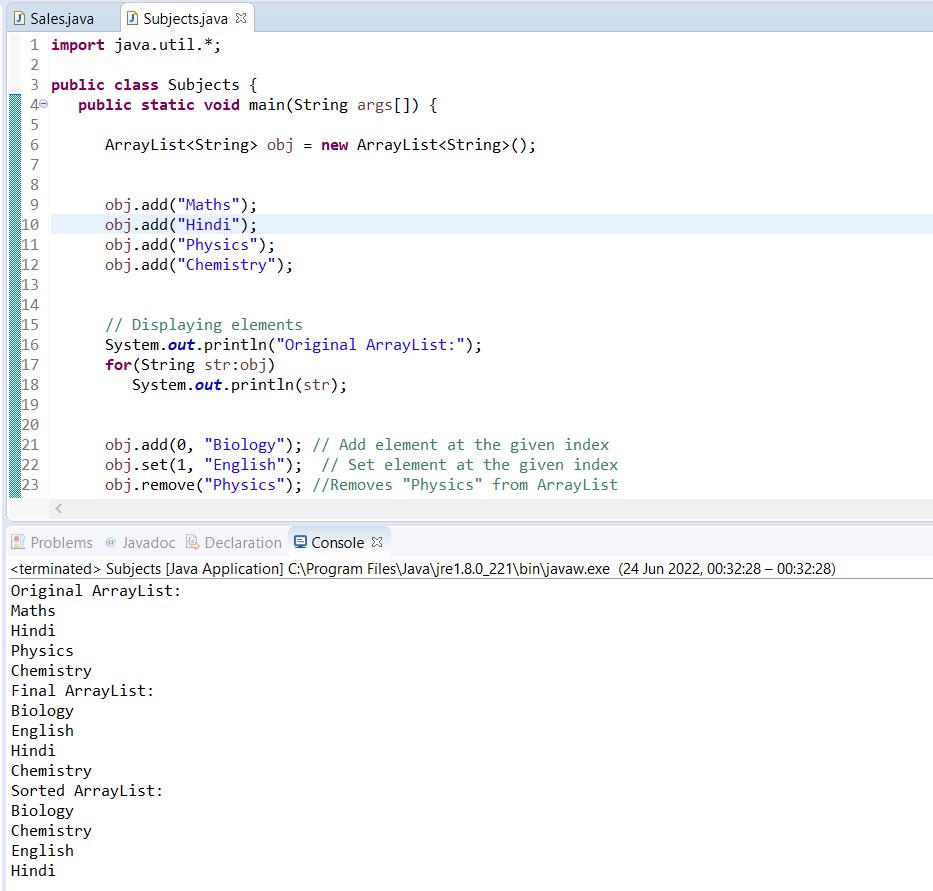 Sales.java Subjects.java
1 import java.util.*;
2
3 public class Subjects {
4 public static void main(String args[]) {
5
6 ArrayList<String> obj = new ArrayList<String>();
7
8
9 obj.add("Maths");
10 obj.add("Hindi");
11 obj.add("Physics");
12 obj.add("Chemistry");
13
14
15 // Displaying elements
16 System.out.println("Original ArrayList:");
17 for(String str:obj)
18 System.out.println(str);
19
20
21 obj.add(0, "Biology"); // Add element at the given index
22 obj.set(1, "English");  // Set element at the given index
23 obj.remove("Physics"); //Removes "Physics" from ArrayList
Problems @ Javadoc Declaration Console
<terminated> Subjects [Java Application] C:\Program Files\Java\jre1.8.0_221\bin\javaw.exe (24 Jun 2022, 00:32:28 – 00:32:28)
Original ArrayList:
Maths
Hindi
Physics
Chemistry
Final ArrayList:
Biology
English
Hindi
Chemistry
Sorted ArrayList:
Biology
Chemistry
English
Hindi